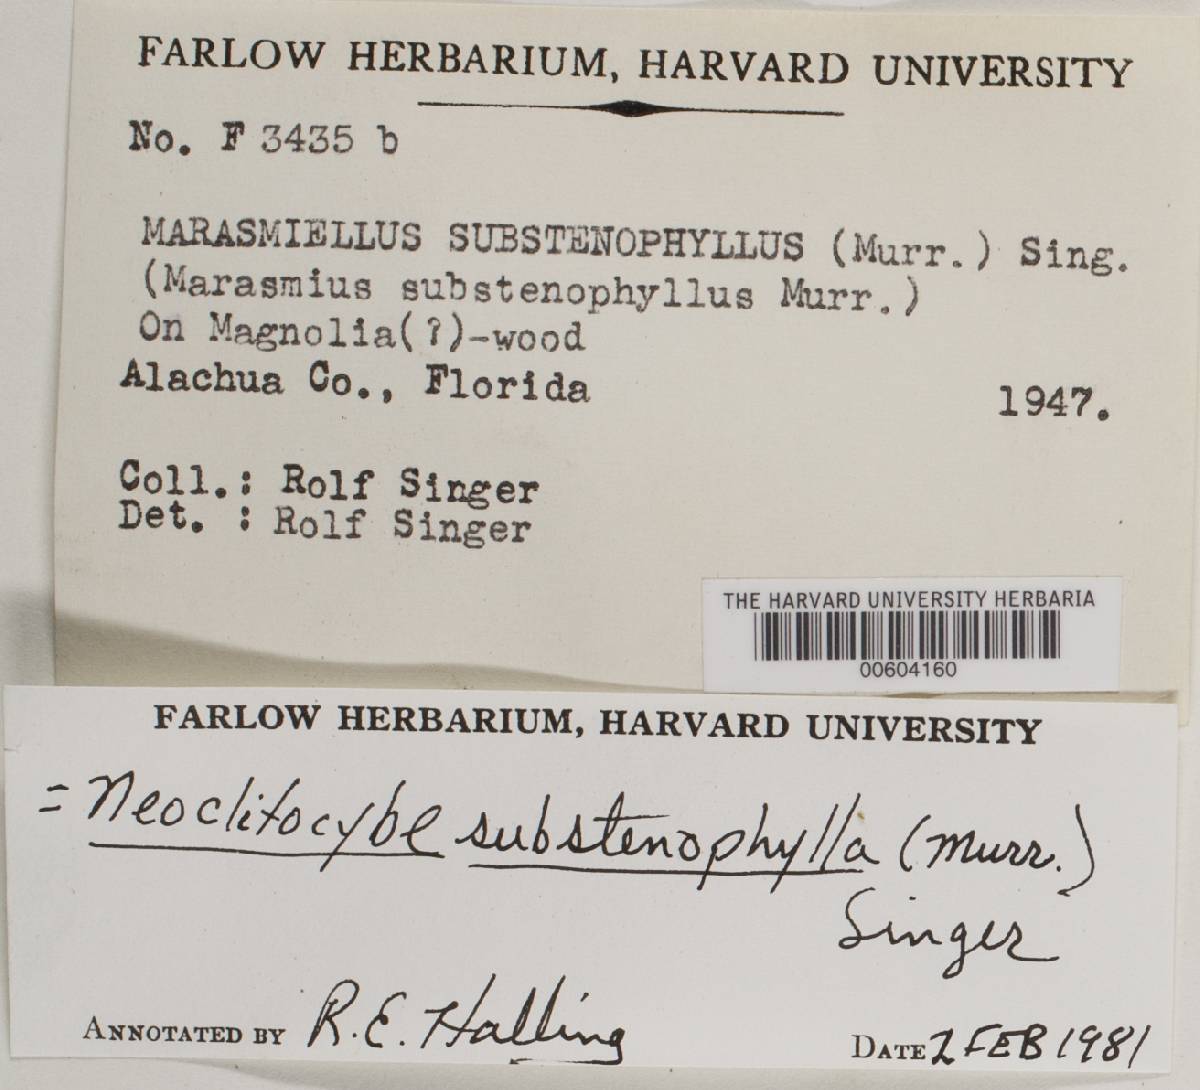 FARLOW HERBARIUM, HARVARD UNIVERSITY
No. F 3435 b
MARASMIELLUS SUBSTENOPHYLLUS (Murr.) Sing.
(Marasmius substenophyllus Murr.)
On Magnolia(?)-wood
Alachua Co., Florida 1947.
Coll.: Rolf Singer
Det. : Rolf Singer
THE HARVARD UNIVERSITY HERBARIA
00604160
FARLOW HERBARIUM, HARVARD UNIVERSITY
= Neoclitocybe substenophylla (Murr.)
Singer
ANNOTATED BY R.E. Halling DATE 2 FEB 1981